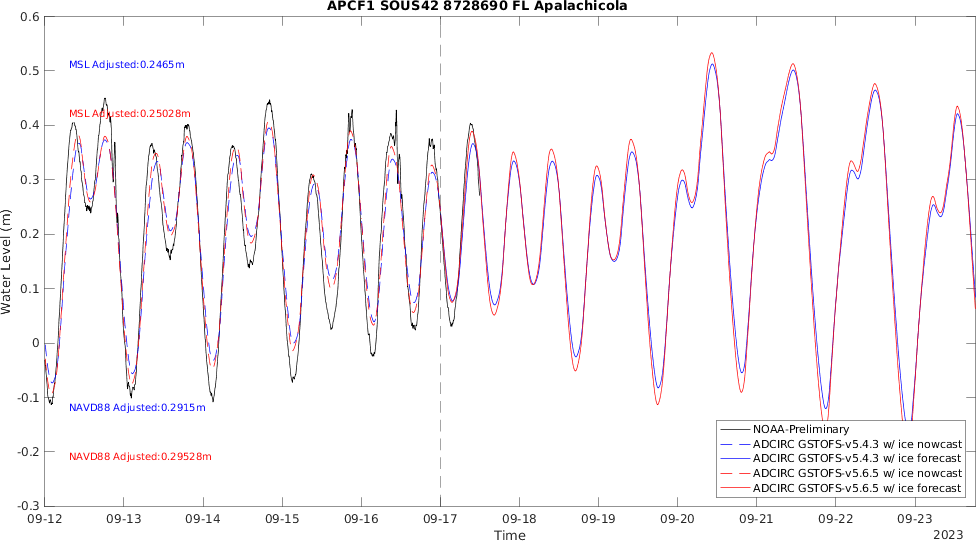 APCF1 SOUS42 8728690 FL Apalachicola
0.6
0.5
0.4
0.3
0.2
0.1
0
-0.1
-0.2
-0.3
Water Level (m)
MSL Adjusted:0.2465m
MSL Adjusted:0.25028m
NAVD88 Adjusted:0.2915m
NAVD88 Adjusted:0.29528m
NOAA-Preliminary
ADCIRC GSTOFS-v5.4.3 w/ ice nowcast
ADCIRC GSTOFS-v5.4.3 w/ ice forecast
ADCIRC GSTOFS-v5.6.5 w/ ice nowcast
ADCIRC GSTOFS-v5.6.5 w/ ice forecast
09-12 09-13 09-14 09-15 09-16 09-17 09-18 09-19 09-20 09-21 09-22 09-23
Time
2023